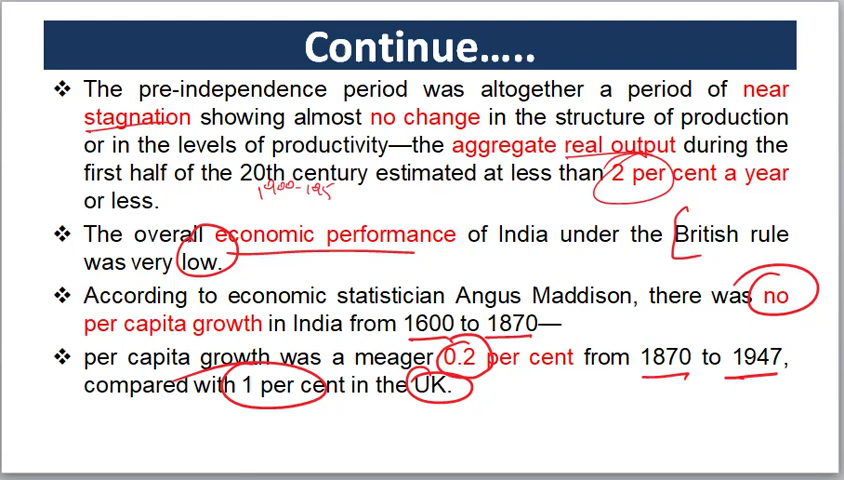 Continue.....
❖ The pre-independence period was altogether a period of near
stagnation showing almost no change in the structure of production
or in the levels of productivity—the aggregate real output during the
first half of the 20th century estimated at less than 2 per cent a year
1900-195
or less.
❖ The overall economic performance of India under the British rule
was very low.
❖ According to economic statistician Angus Maddison, there was no
per capita growth in India from 1600 to 1870—
❖ per capita growth was a meager 0.2 per cent from 1870 to 1947,
compared with 1 per cent in the UK.